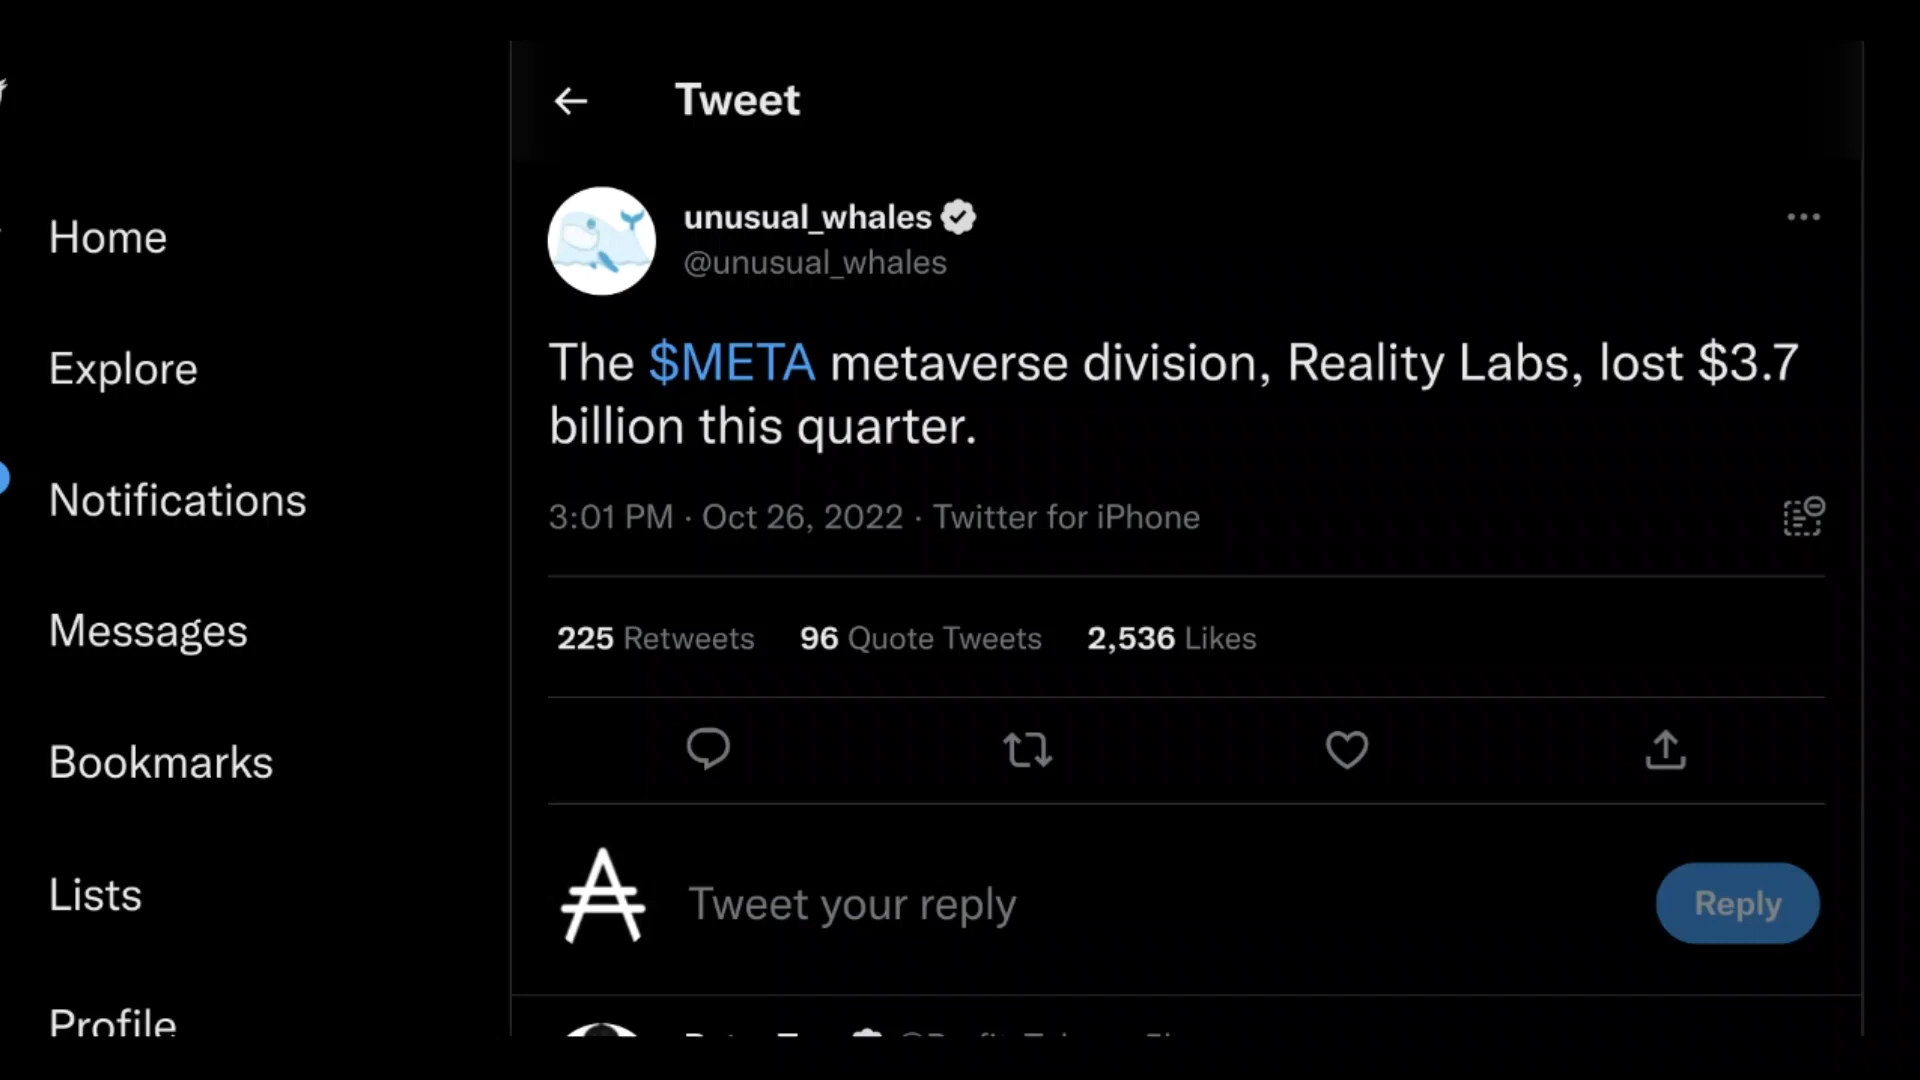 Tweet
Home
Explore
Notifications
Messages
Bookmarks
Lists
Profile
unusual_whales
@unusual_whales
The $META metaverse division, Reality Labs, lost $3.7
billion this quarter.
3:01 PM · Oct 26, 2022 · Twitter for iPhone
225 Retweets 96 Quote Tweets 2,536 Likes
Tweet your reply
Reply